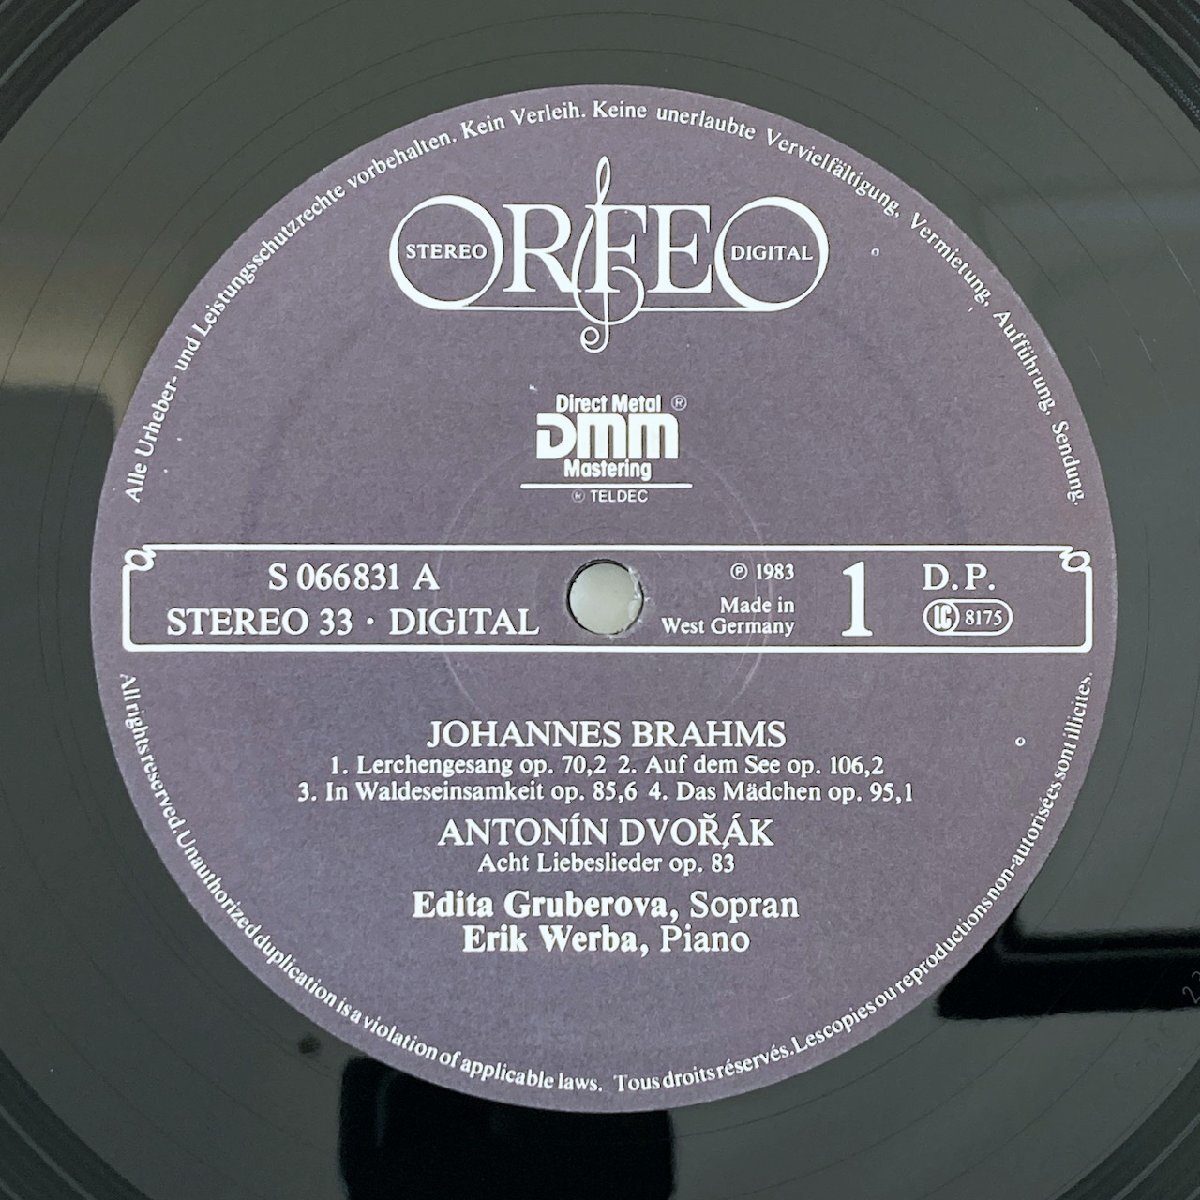 Alle Urheber- und Leistungsschutzrechte vorbehalten. Kein Verleih. Keine unerlaubte Vervielfältigung, Vermietung, Aufführung, Sendung.
ORFEO
STEREO
DIGITAL
Direct Metal ®
DMM
Mastering
® TELDEC
S 066831 A
STEREO 33 · DIGITAL
℗ 1983
Made in
West Germany
1
D.P.
LC 8175
JOHANNES BRAHMS
1. Lerchengesang op. 70,2 2. Auf dem See op. 106,2
3. In Waldeseinsamkeit op. 85,6 4. Das Mädchen op. 95,1
ANTONÍN DVOŘÁK
Acht Liebeslieder op. 83
Edita Gruberova, Sopran
Erik Werba, Piano
All rights reserved. Unauthorized duplication is a violation of applicable laws. Tous droits réservés. Les copies ou reproductions non-autorisées sont illicites.